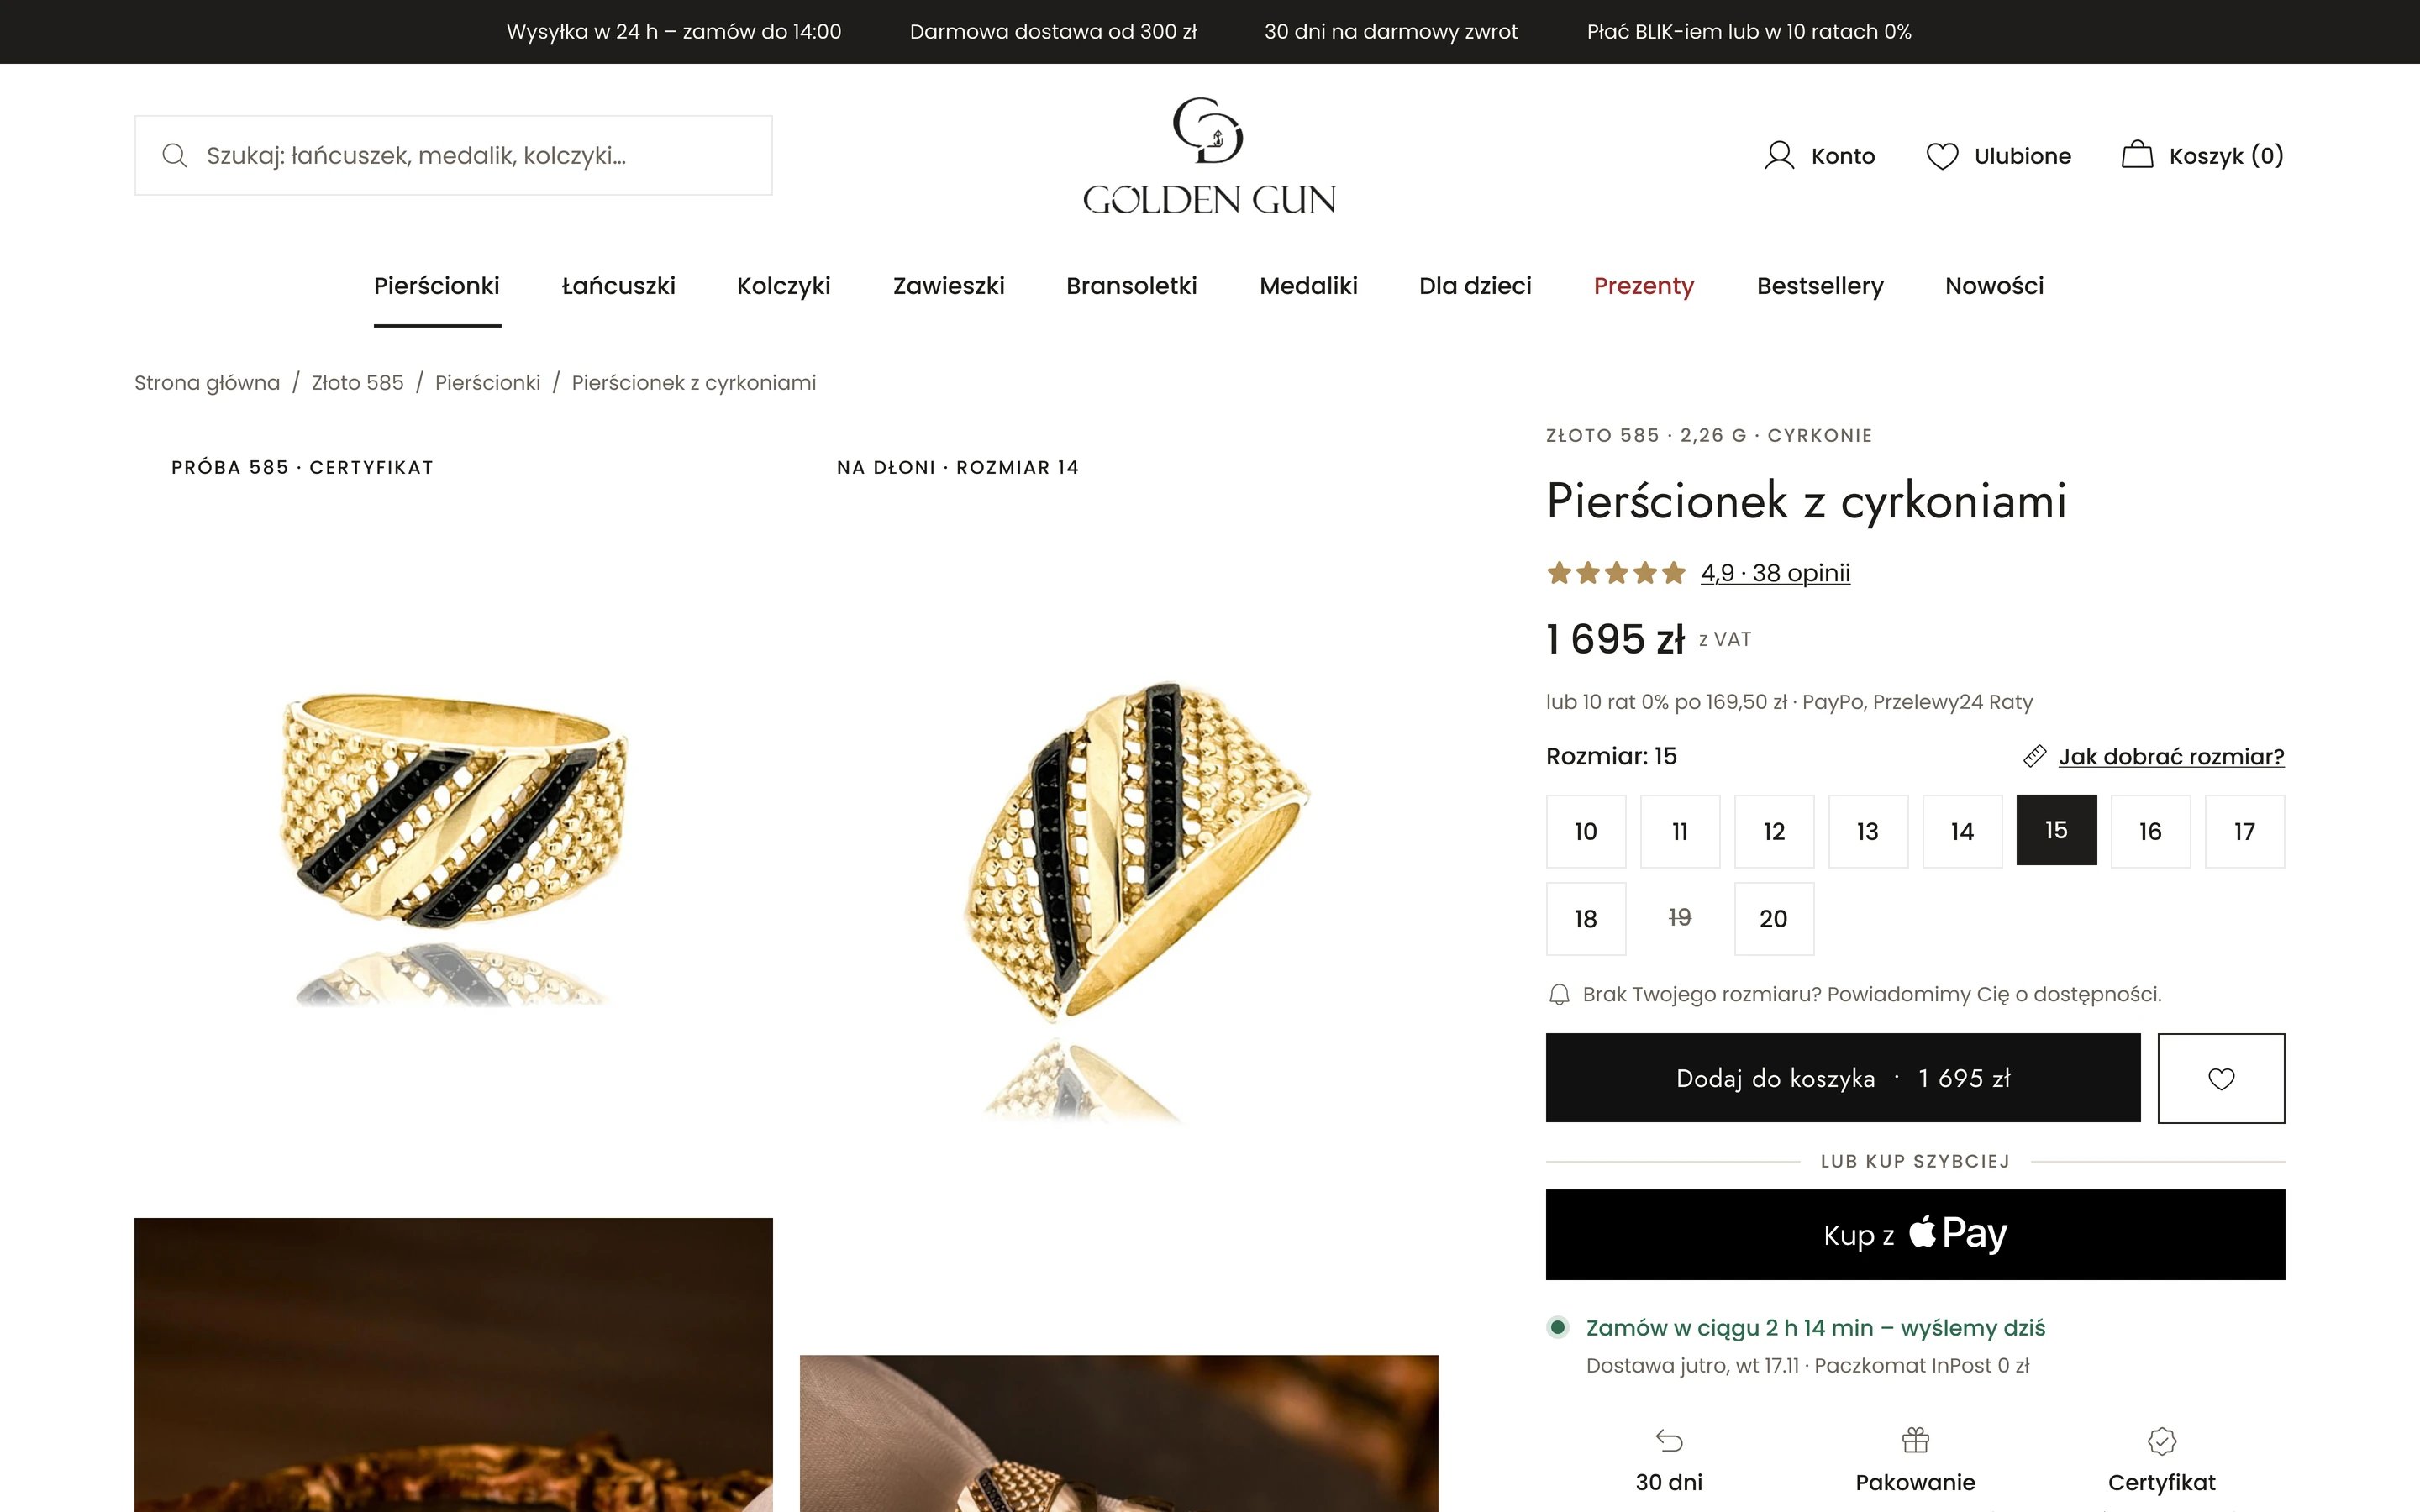 Wysyłka w 24 h – zamów do 14:00 Darmowa dostawa od 300 zł 30 dni na darmowy zwrot Płać BLIK-iem lub w 10 ratach 0%
Szukaj: łańcuszek, medalik, kolczyki...
GOLDEN GUN
Konto Ulubione Koszyk (0)
Pierścionki Łańcuszki Kolczyki Zawieszki Bransoletki Medaliki Dla dzieci Prezenty Bestsellery Nowości
Strona główna / Złoto 585 / Pierścionki / Pierścionek z cyrkoniami
PRÓBA 585 · CERTYFIKAT
NA DŁONI · ROZMIAR 14
ZŁOTO 585 · 2,26 G · CYRKONIE
Pierścionek z cyrkoniami
4,9 · 38 opinii
1 695 zł z VAT
lub 10 rat 0% po 169,50 zł · PayPo, Przelewy24 Raty
Rozmiar: 15 Jak dobrać rozmiar?
10 11 12 13 14 15 16 17
18 19 20
Brak Twojego rozmiaru? Powiadomimy Cię o dostępności.
Dodaj do koszyka · 1 695 zł
LUB KUP SZYBCIEJ
Kup z Pay
Zamów w ciągu 2 h 14 min – wyślemy dziś
Dostawa jutro, wt 17.11 · Paczkomat InPost 0 zł
30 dni Pakowanie Certyfikat